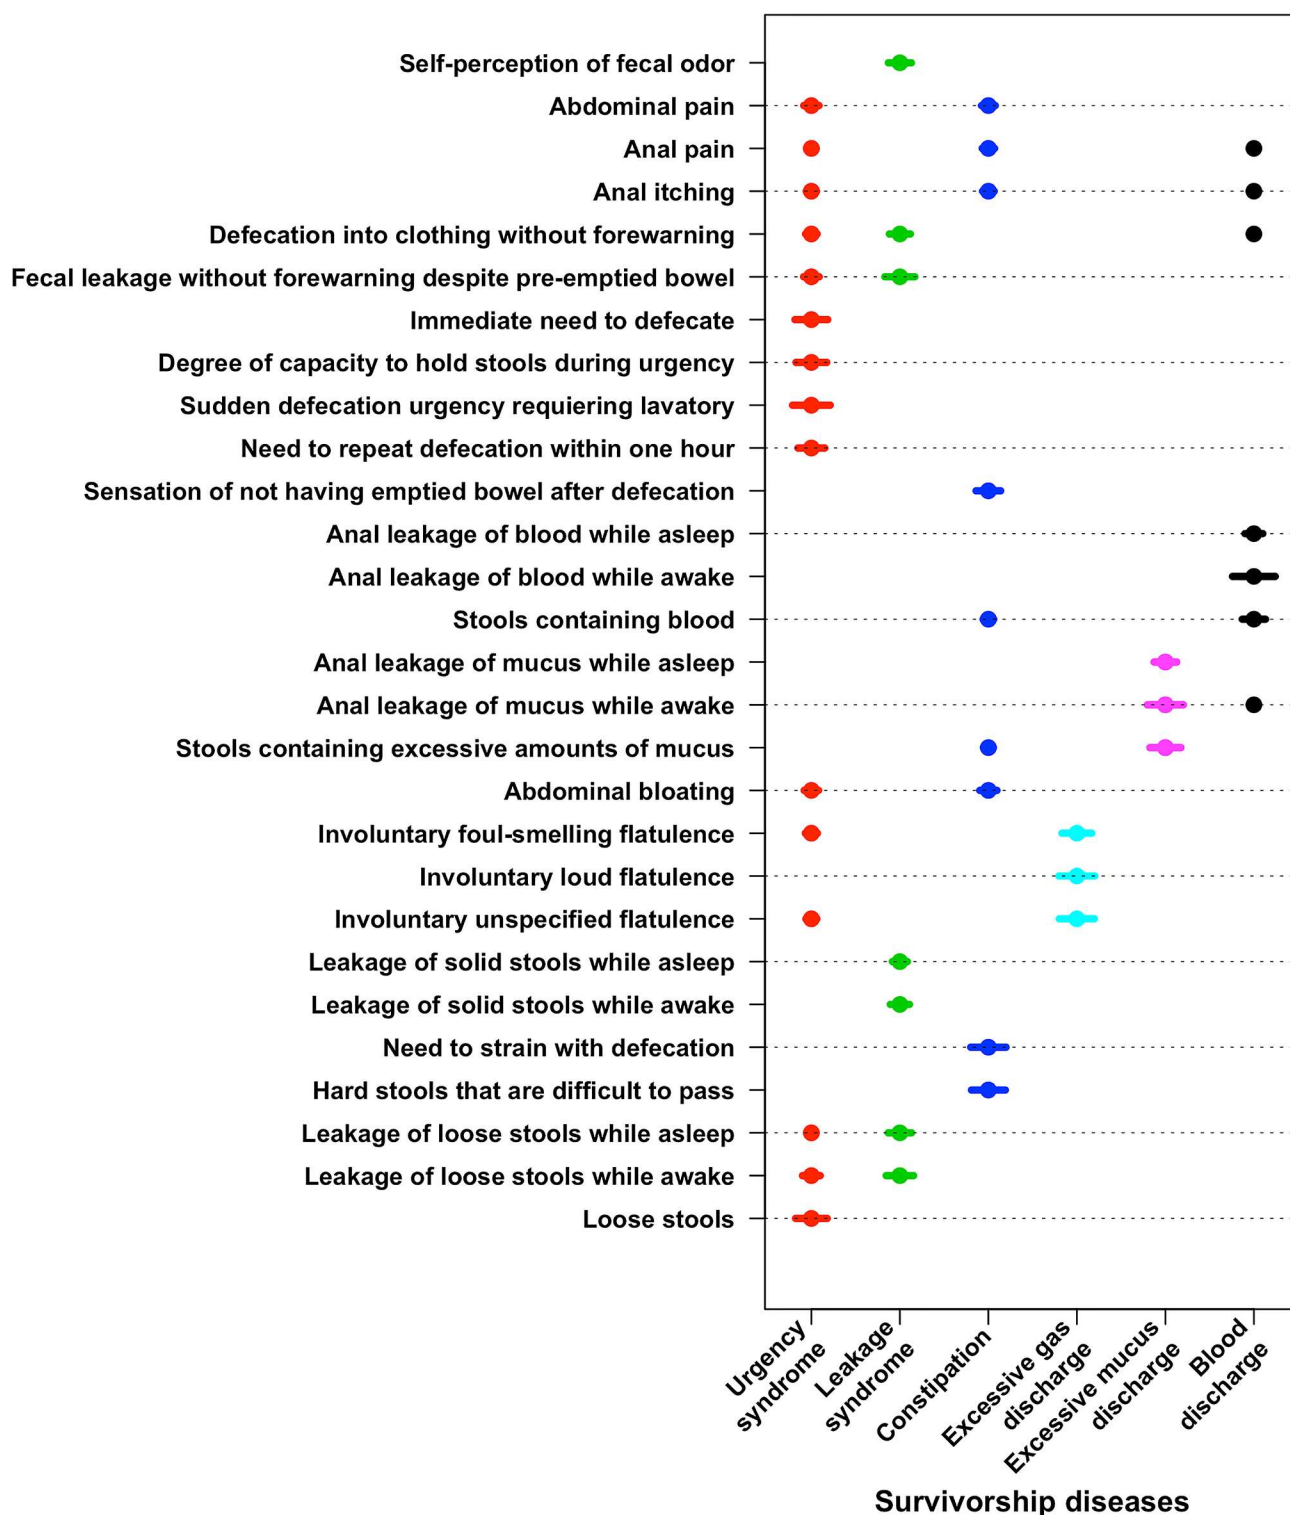 Self-perception of fecal odor
Abdominal pain
Anal pain
Anal itching
Defecation into clothing without forewarning
Fecal leakage without forewarning despite pre-emptied bowel
Immediate need to defecate
Degree of capacity to hold stools during urgency
Sudden defecation urgency requiering lavatory
Need to repeat defecation within one hour
Sensation of not having emptied bowel after defecation
Anal leakage of blood while asleep
Anal leakage of blood while awake
Stools containing blood
Anal leakage of mucus while asleep
Anal leakage of mucus while awake
Stools containing excessive amounts of mucus
Abdominal bloating
Involuntary foul-smelling flatulence
Involuntary loud flatulence
Involuntary unspecified flatulence
Leakage of solid stools while asleep
Leakage of solid stools while awake
Need to strain with defecation
Hard stools that are difficult to pass
Leakage of loose stools while asleep
Leakage of loose stools while awake
Loose stools
Urgency
syndrome
Leakage
syndrome
Constipation
Excessive gas
discharge
Excessive mucus
discharge
Blood
discharge
Survivorship diseases